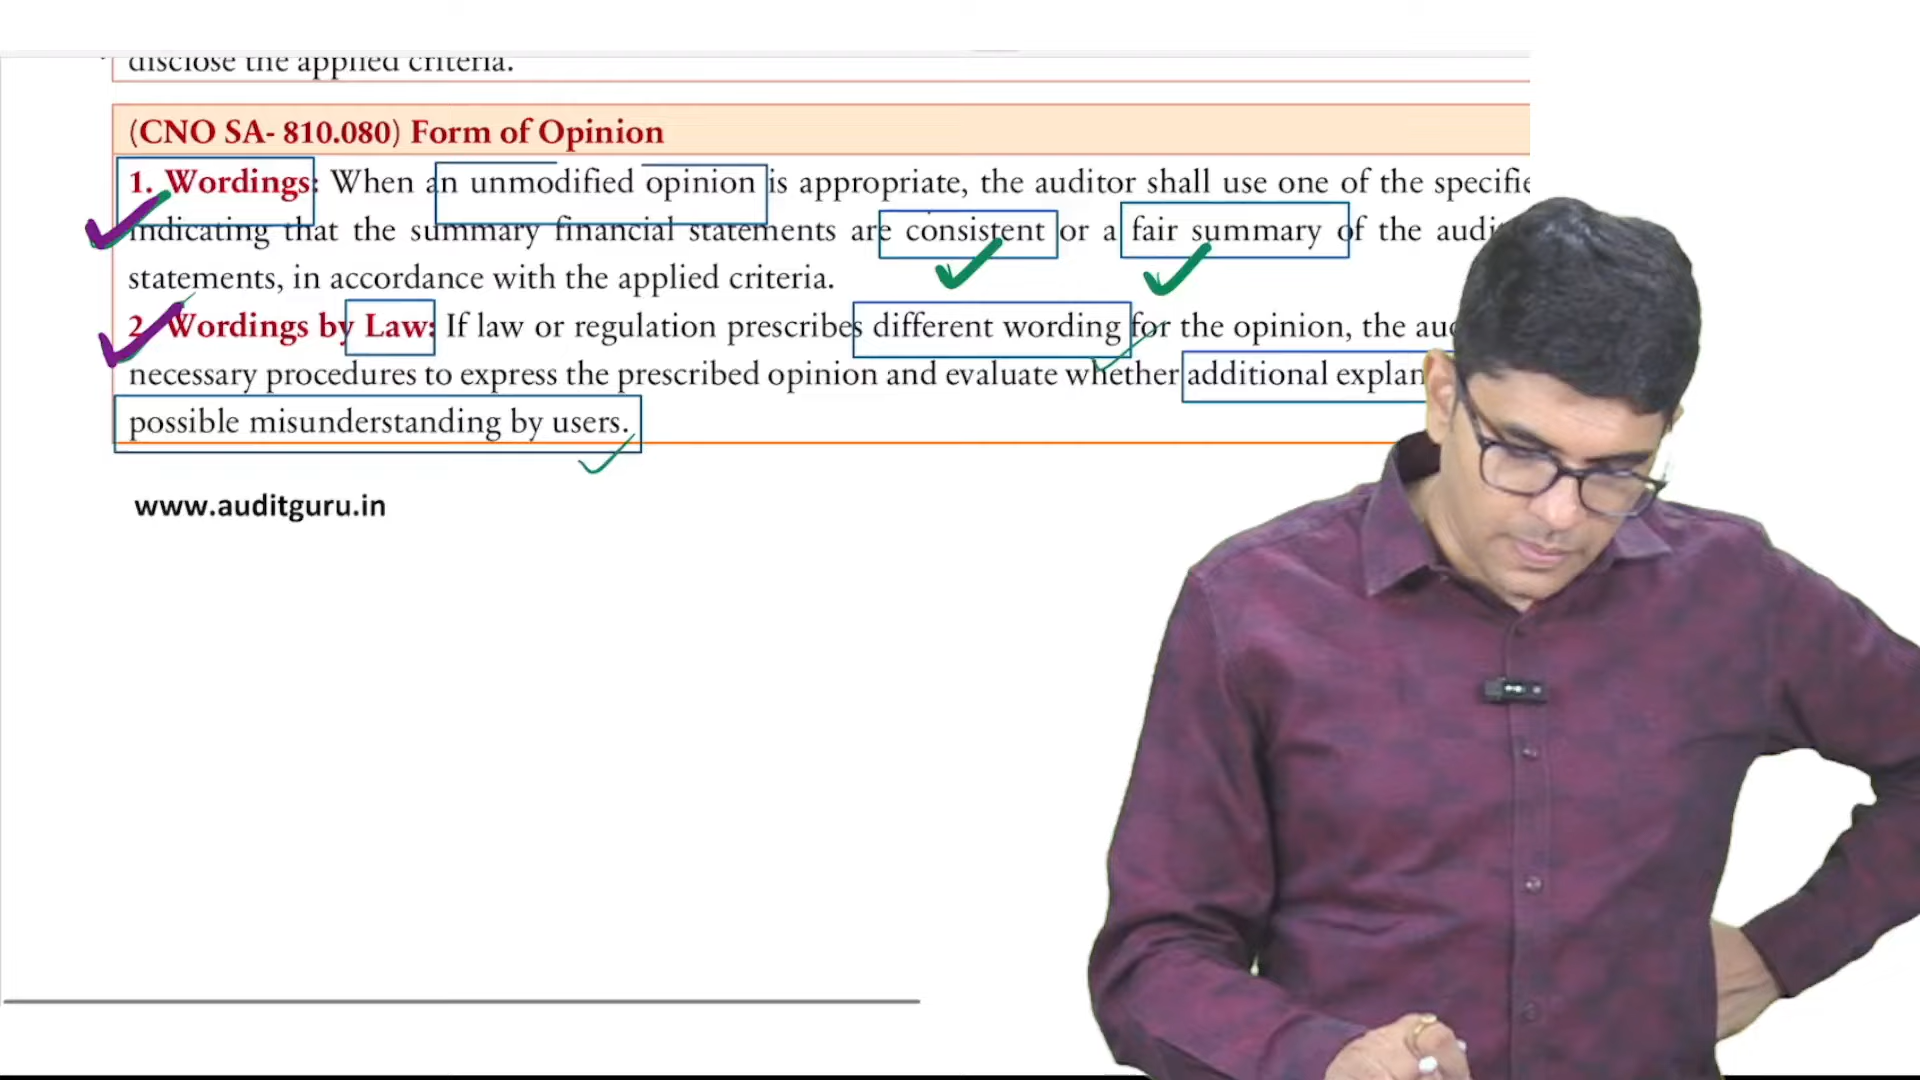 disclose the applied criteria.
(CNO SA- 810.080) Form of Opinion
1. Wordings: When an unmodified opinion is appropriate, the auditor shall use one of the
indicating that the summary financial statements are consistent or a fair summary of the
statements, in accordance with the applied criteria.
2. Wordings by Law: If law or regulation prescribes different wording for the opinion, the
necessary procedures to express the prescribed opinion and evaluate whether additional
possible misunderstanding by users.
www.auditguru.in